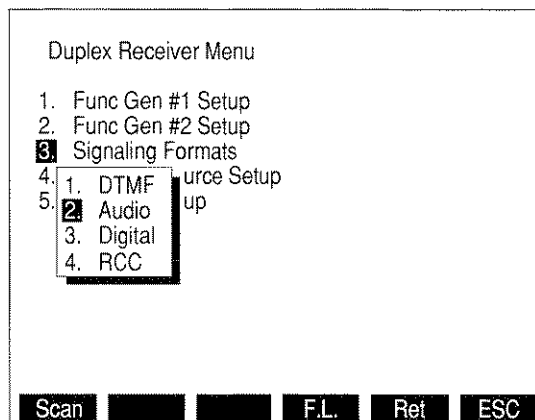 Duplex Receiver Menu
1. Func Gen #1 Setup
2. Func Gen #2 Setup
3. Signaling Formats
4. urce Setup
5. up
1. DTMF
2. Audio
3. Digital
4. RCC
Scan F.L. Ret ESC